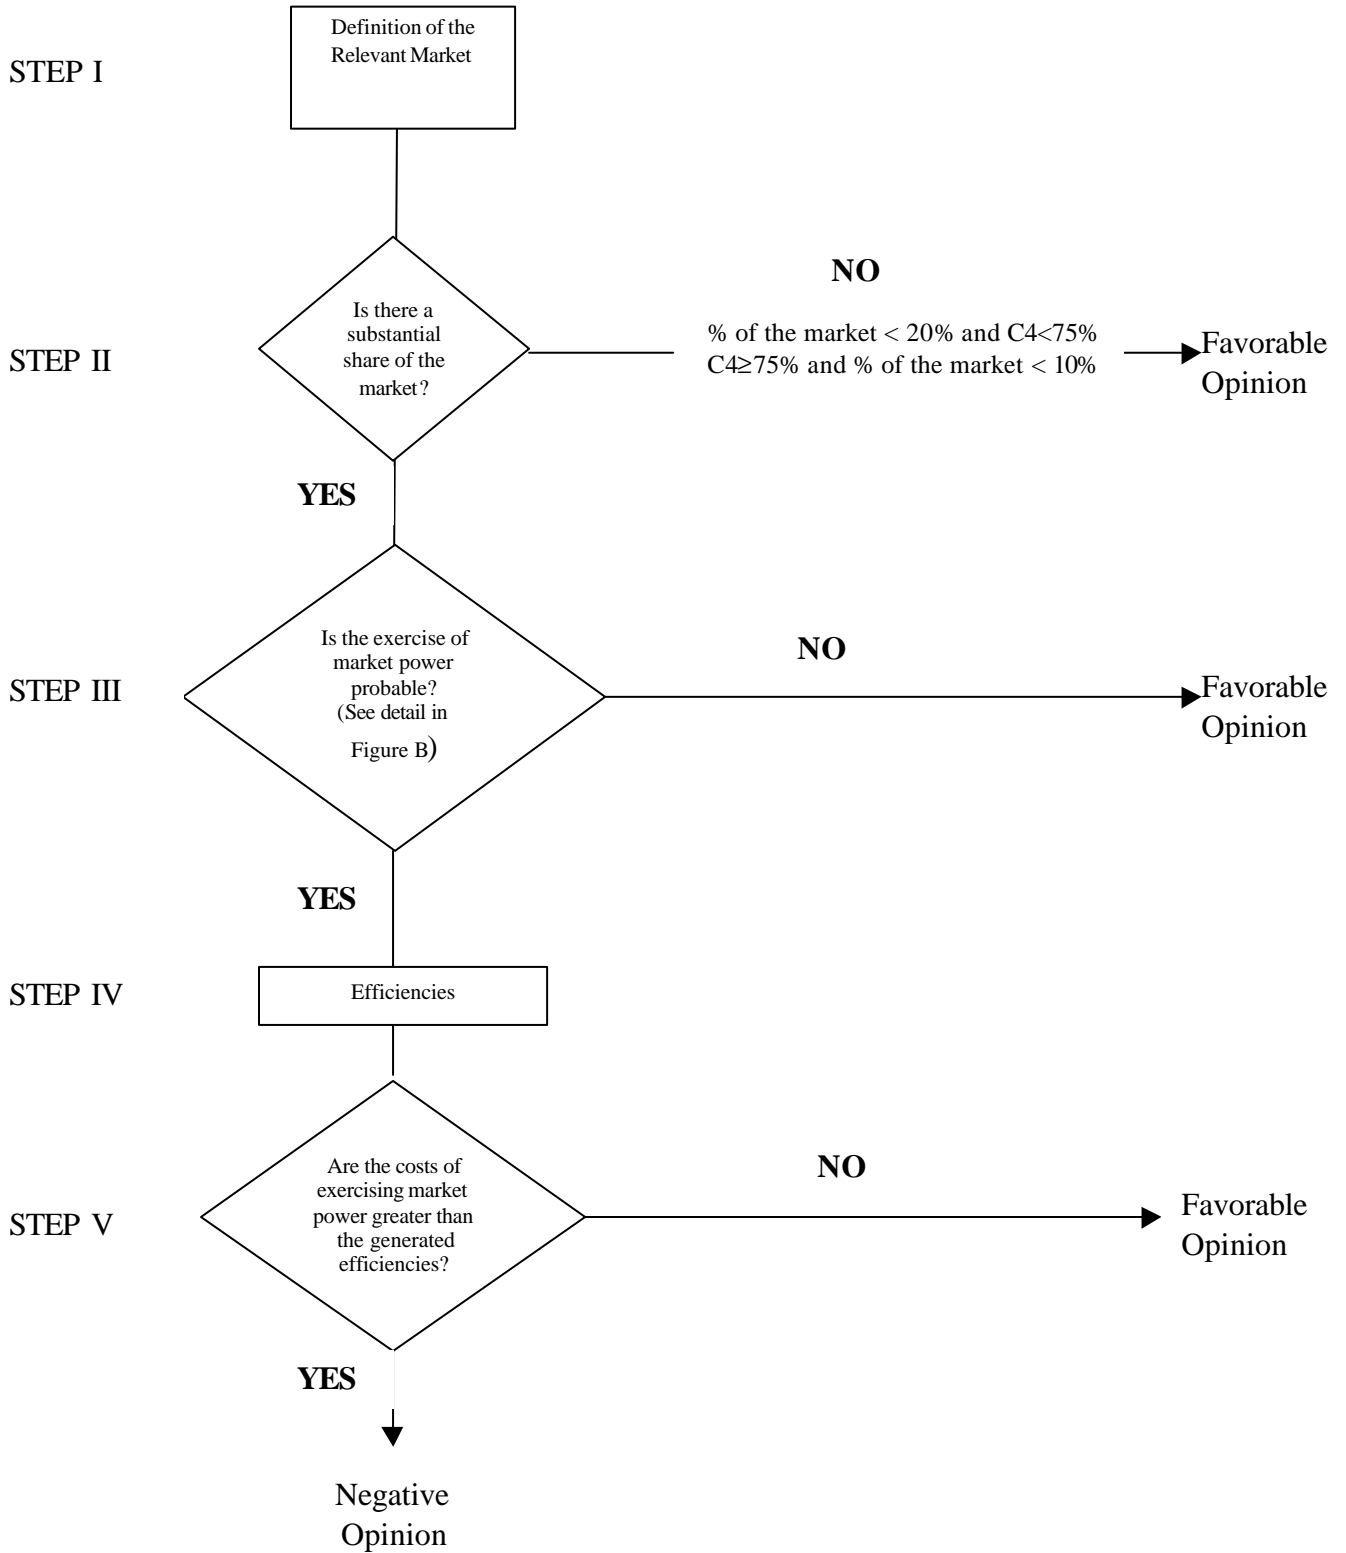 Definition of the
Relevant Market
STEP I
NO
Is there a
substantial
share of the
market?
STEP II
% of the market < 20% and C4<75%
C4≥75% and % of the market < 10%
Favorable
Opinion
YES
Is the exercise of
market power
probable?
(See detail in
Figure B)
STEP III
NO
Favorable
Opinion
YES
STEP IV
Efficiencies
Are the costs of
exercising market
power greater than
the generated
efficiencies?
STEP V
NO
Favorable
Opinion
YES
Negative
Opinion